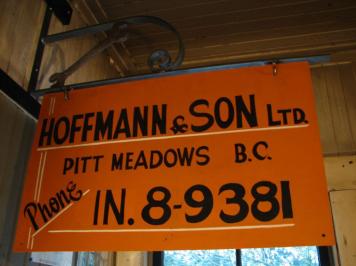 HOFFMANN & SON LTD.
PITT MEADOWS B.C.
Phone IN. 8-9381